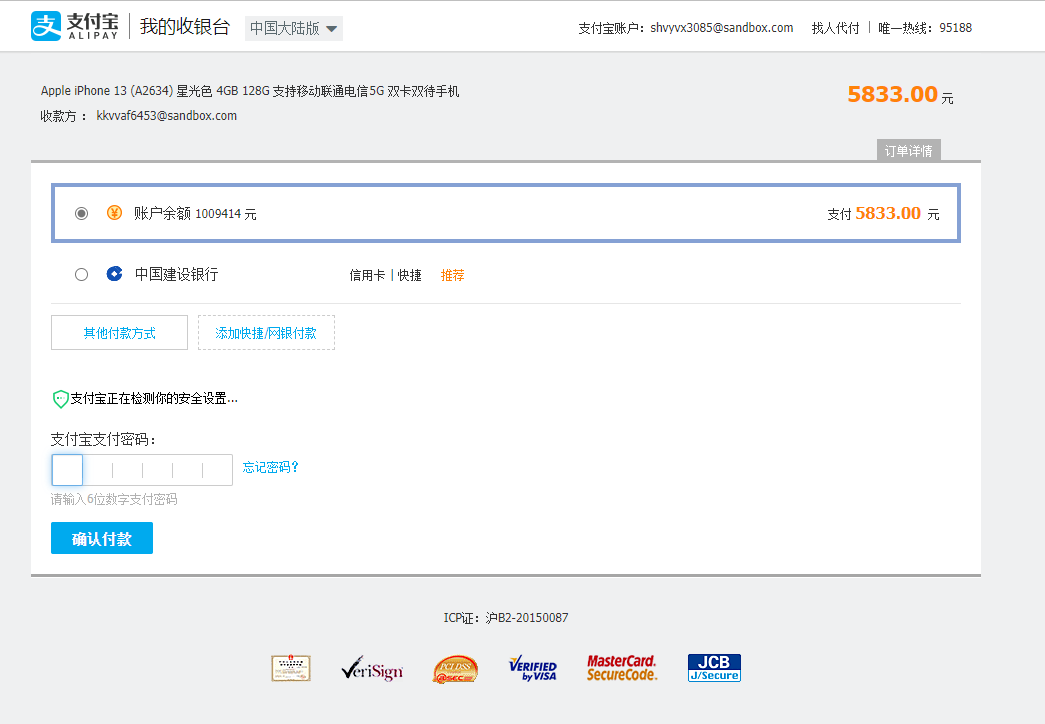 支 支付宝 ALIPAY 我的收银台 中国大陆版 支付宝账户：shvyvx3085@sandbox.com 找人代付 唯一热线：95188
Apple iPhone 13 (A2634) 星光色 4GB 128G 支持移动联通电信5G 双卡双待手机 5833.00 元
收款方： kkvvaf6453@sandbox.com
订单详情
账户余额 1009414 元 支付 5833.00 元
中国建设银行 信用卡 | 快捷 推荐
其他付款方式 添加快捷/网银付款
支付宝正在检测你的安全设置...
支付宝支付密码：
忘记密码?
请输入6位数字支付密码
确认付款
ICP证：沪B2-20150087
VeriSign PCI DSS @SEC VERIFIED by VISA MasterCard. SecureCode. JCB J/Secure